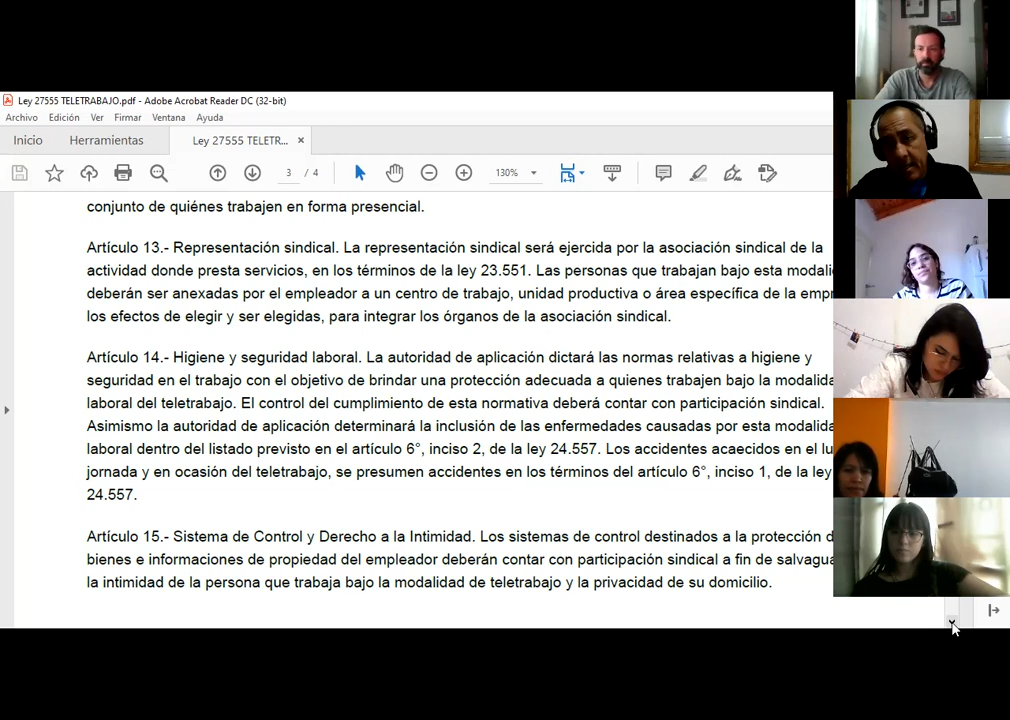 Ley 27555 TELETRABAJO.pdf - Adobe Acrobat Reader DC (32-bit)
Archivo Edición Ver Firmar Ventana Ayuda
Inicio Herramientas Ley 27555 TELETR... ×
3 / 4 130%
conjunto de quiénes trabajen en forma presencial.
Artículo 13.- Representación sindical. La representación sindical será ejercida por la asociación sindical de la
actividad donde presta servicios, en los términos de la ley 23.551. Las personas que trabajan bajo esta
deberán ser anexadas por el empleador a un centro de trabajo, unidad productiva o área específica de la
los efectos de elegir y ser elegidas, para integrar los órganos de la asociación sindical.
Artículo 14.- Higiene y seguridad laboral. La autoridad de aplicación dictará las normas relativas a higiene y
seguridad en el trabajo con el objetivo de brindar una protección adecuada a quienes trabajen bajo la
laboral del teletrabajo. El control del cumplimiento de esta normativa deberá contar con participación sindical.
Asimismo la autoridad de aplicación determinará la inclusión de las enfermedades causadas por esta
laboral dentro del listado previsto en el artículo 6°, inciso 2, de la ley 24.557. Los accidentes acaecidos en el
jornada y en ocasión del teletrabajo, se presumen accidentes en los términos del artículo 6°, inciso 1, de la ley
24.557.
Artículo 15.- Sistema de Control y Derecho a la Intimidad. Los sistemas de control destinados a la protección
bienes e informaciones de propiedad del empleador deberán contar con participación sindical a fin de
la intimidad de la persona que trabaja bajo la modalidad de teletrabajo y la privacidad de su domicilio.